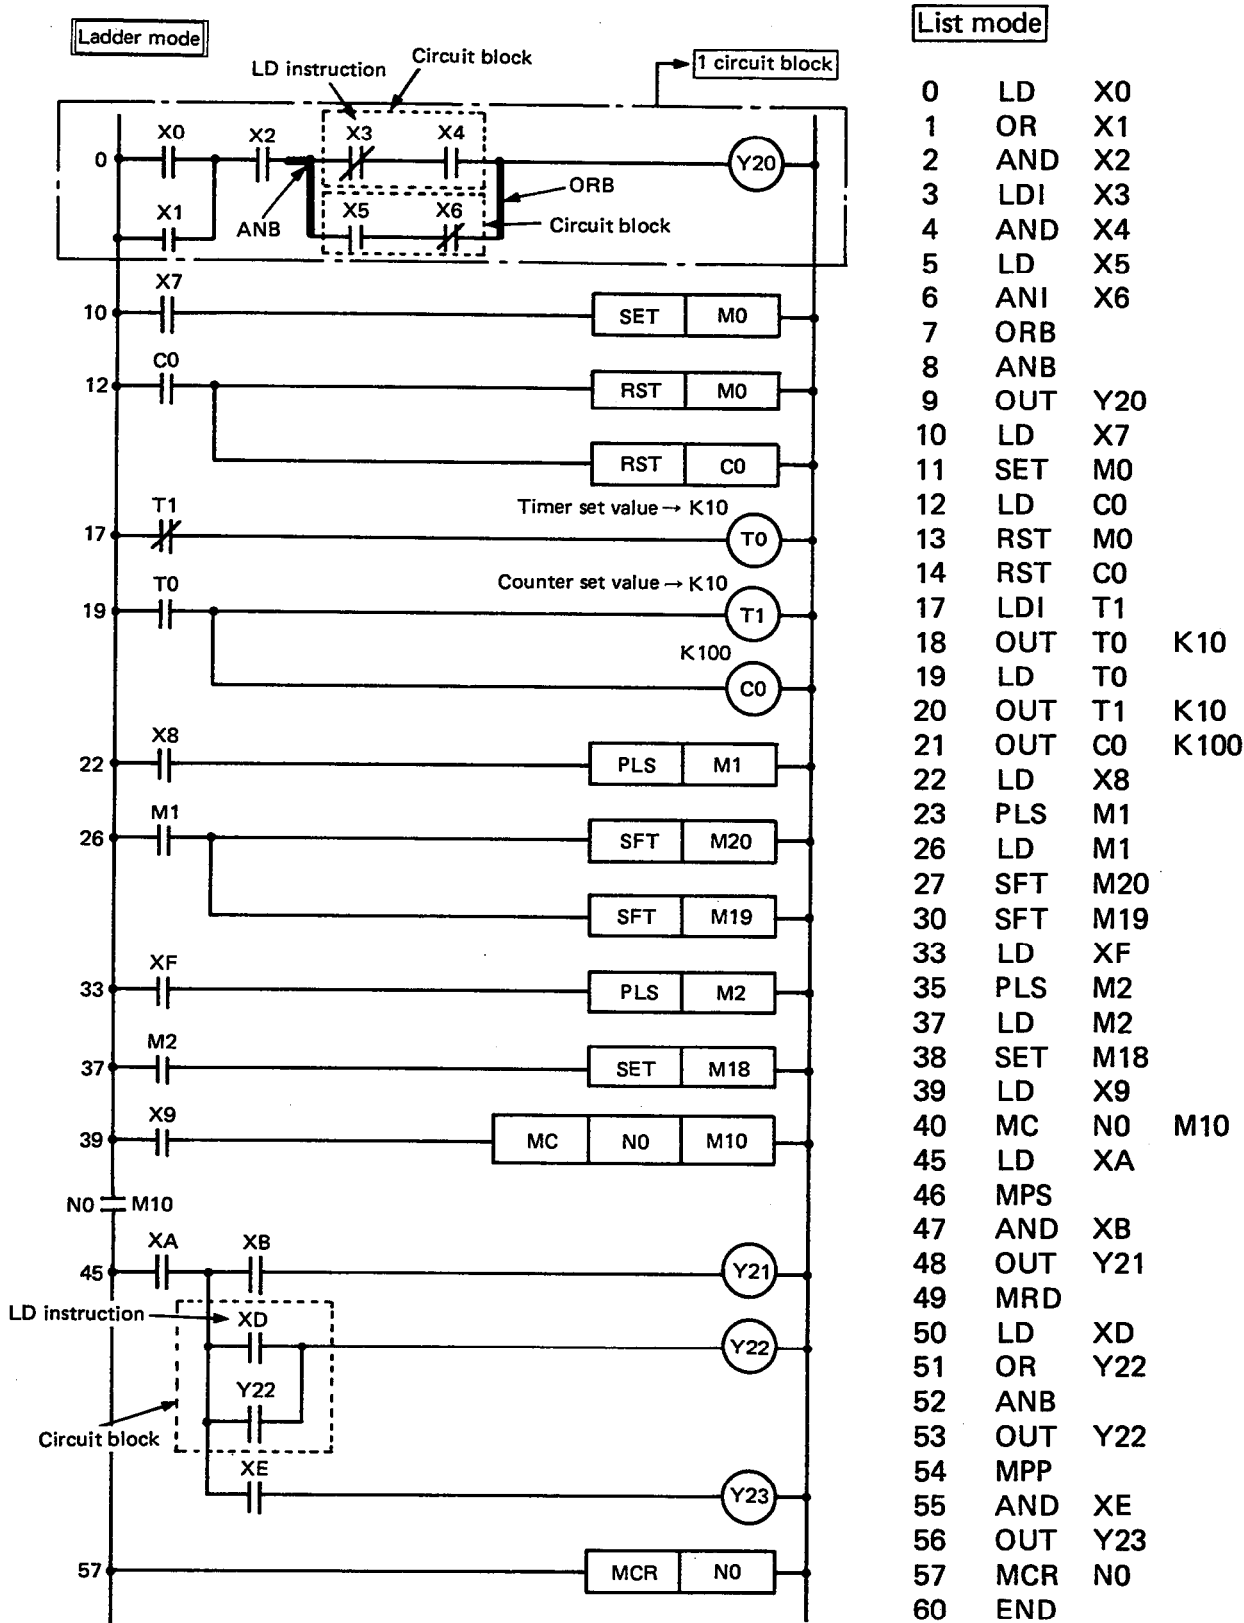 Ladder mode
LD instruction
Circuit block
1 circuit block
X0 X2 X3 X4
0 Y20
ORB
X1 ANB X5 X6 Circuit block
X7
10 SET M0
C0
12 RST M0
RST C0
T1 Timer set value → K10
17 T0
T0 Counter set value → K10
19 T1
K100
C0
X8
22 PLS M1
M1
26 SFT M20
SFT M19
XF
33 PLS M2
M2
37 SET M18
X9
39 MC N0 M10
N0 M10
XA XB
45 Y21
LD instruction XD
Y22
Y22
Circuit block
XE
Y23
57 MCR N0
List mode
0 LD X0
1 OR X1
2 AND X2
3 LDI X3
4 AND X4
5 LD X5
6 ANI X6
7 ORB
8 ANB
9 OUT Y20
10 LD X7
11 SET M0
12 LD C0
13 RST M0
14 RST C0
17 LDI T1
18 OUT T0 K10
19 LD T0
20 OUT T1 K10
21 OUT C0 K100
22 LD X8
23 PLS M1
26 LD M1
27 SFT M20
30 SFT M19
33 LD XF
35 PLS M2
37 LD M2
38 SET M18
39 LD X9
40 MC N0 M10
45 LD XA
46 MPS
47 AND XB
48 OUT Y21
49 MRD
50 LD XD
51 OR Y22
52 ANB
53 OUT Y22
54 MPP
55 AND XE
56 OUT Y23
57 MCR N0
60 END